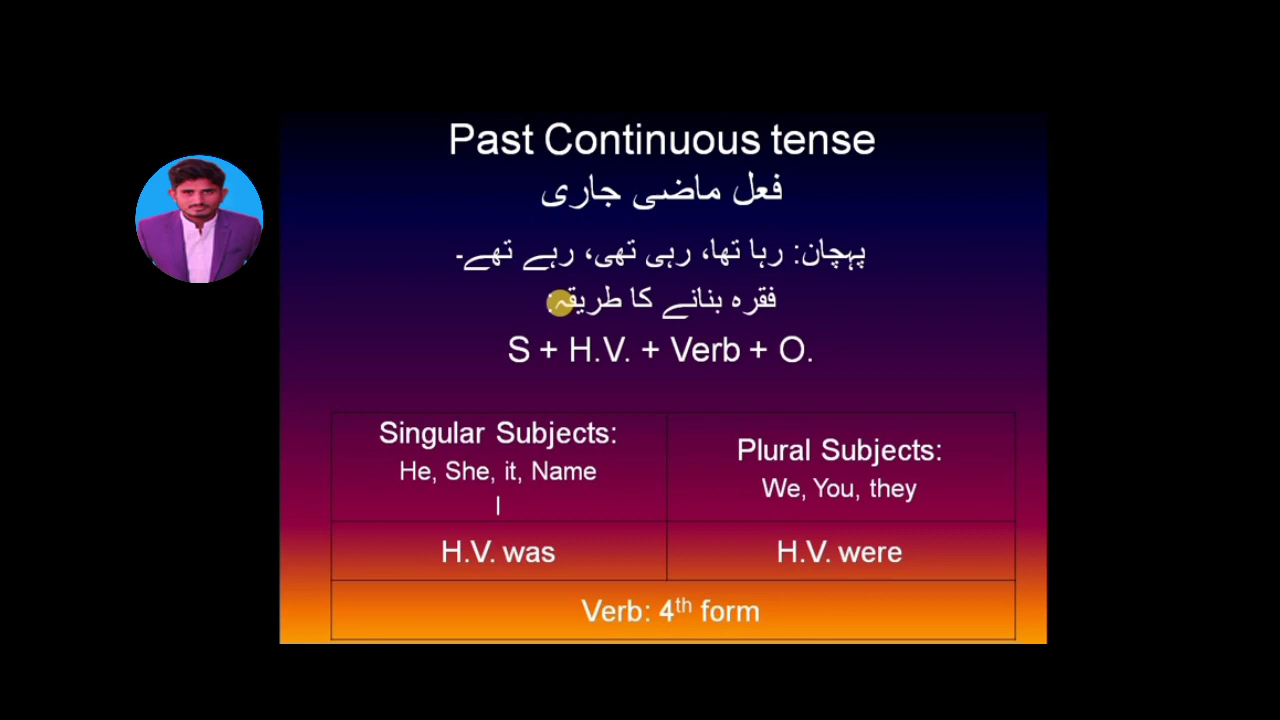 Past Continuous tense
فعل ماضی جاری
پہچان: رہا تھا، رہی تھی، رہے تھے۔
فقرہ بنانے کا طریقہ:
S + H.V. + Verb + O.
Singular Subjects:
He, She, it, Name
I
Plural Subjects:
We, You, they
H.V. was
H.V. were
Verb: 4th form